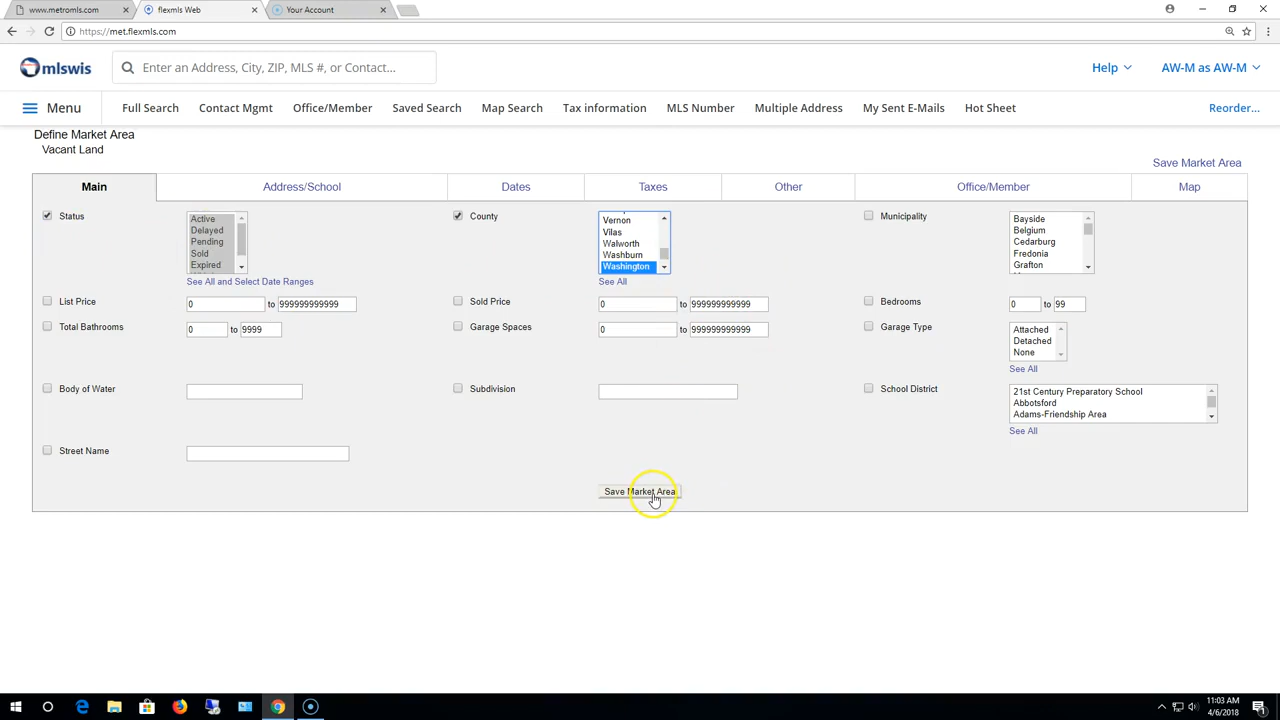 www.metromls.com
flexmls Web
Your Account
https://met.flexmls.com
mlswis
Enter an Address, City, ZIP, MLS #, or Contact...
Help
AW-M as AW-M
Menu
Full Search
Contact Mgmt
Office/Member
Saved Search
Map Search
Tax information
MLS Number
Multiple Address
My Sent E-Mails
Hot Sheet
Reorder...
Define Market Area
Vacant Land
Save Market Area
Main
Address/School
Dates
Taxes
Other
Office/Member
Map
Status
Active
Delayed
Pending
Sold
Expired
See All and Select Date Ranges
County
Vernon
Vilas
Walworth
Washburn
Washington
See All
Municipality
Bayside
Belgium
Cedarburg
Fredonia
Grafton
List Price
0 to 999999999999
Sold Price
0 to 999999999999
Bedrooms
0 to 99
Total Bathrooms
0 to 9999
Garage Spaces
0 to 999999999999
Garage Type
Attached
Detached
None
See All
Body of Water
Subdivision
School District
21st Century Preparatory School
Abbotsford
Adams-Friendship Area
See All
Street Name
Save Market Area
11:03 AM
4/6/2018